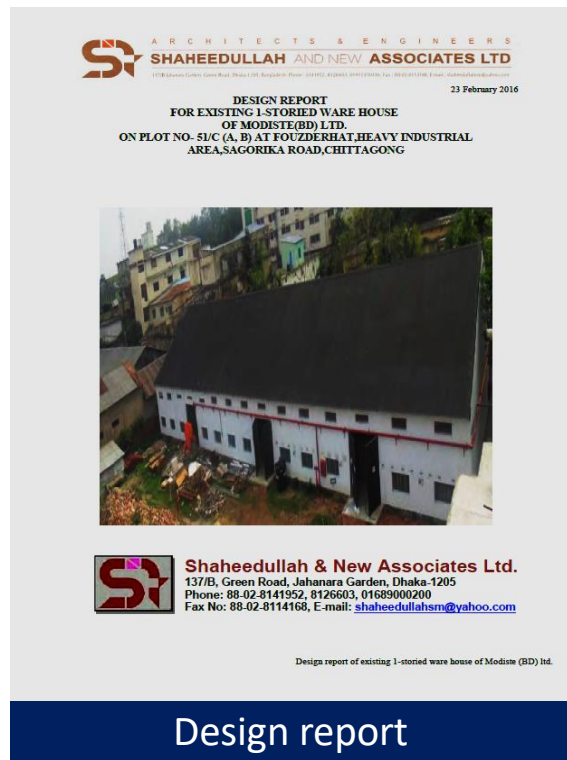 ARCHITECTS & ENGINEERS
SHAHEEDULLAH AND NEW ASSOCIATES LTD
23 February 2016
DESIGN REPORT
FOR EXISTING 1-STORIED WARE HOUSE
OF MODISTE(BD) LTD.
ON PLOT NO- 51/C (A, B) AT FOUZDERHAT,HEAVY INDUSTRIAL
AREA,SAGORIKA ROAD,CHITTAGONG
Shaheedullah & New Associates Ltd.
137/B, Green Road, Jahanara Garden, Dhaka-1205
Phone: 88-02-8141952, 8126603, 01689000200
Fax No: 88-02-8114168, E-mail: shaheedullahsm@yahoo.com
Design report of existing 1-storied ware house of Modiste (BD) ltd.
Design report